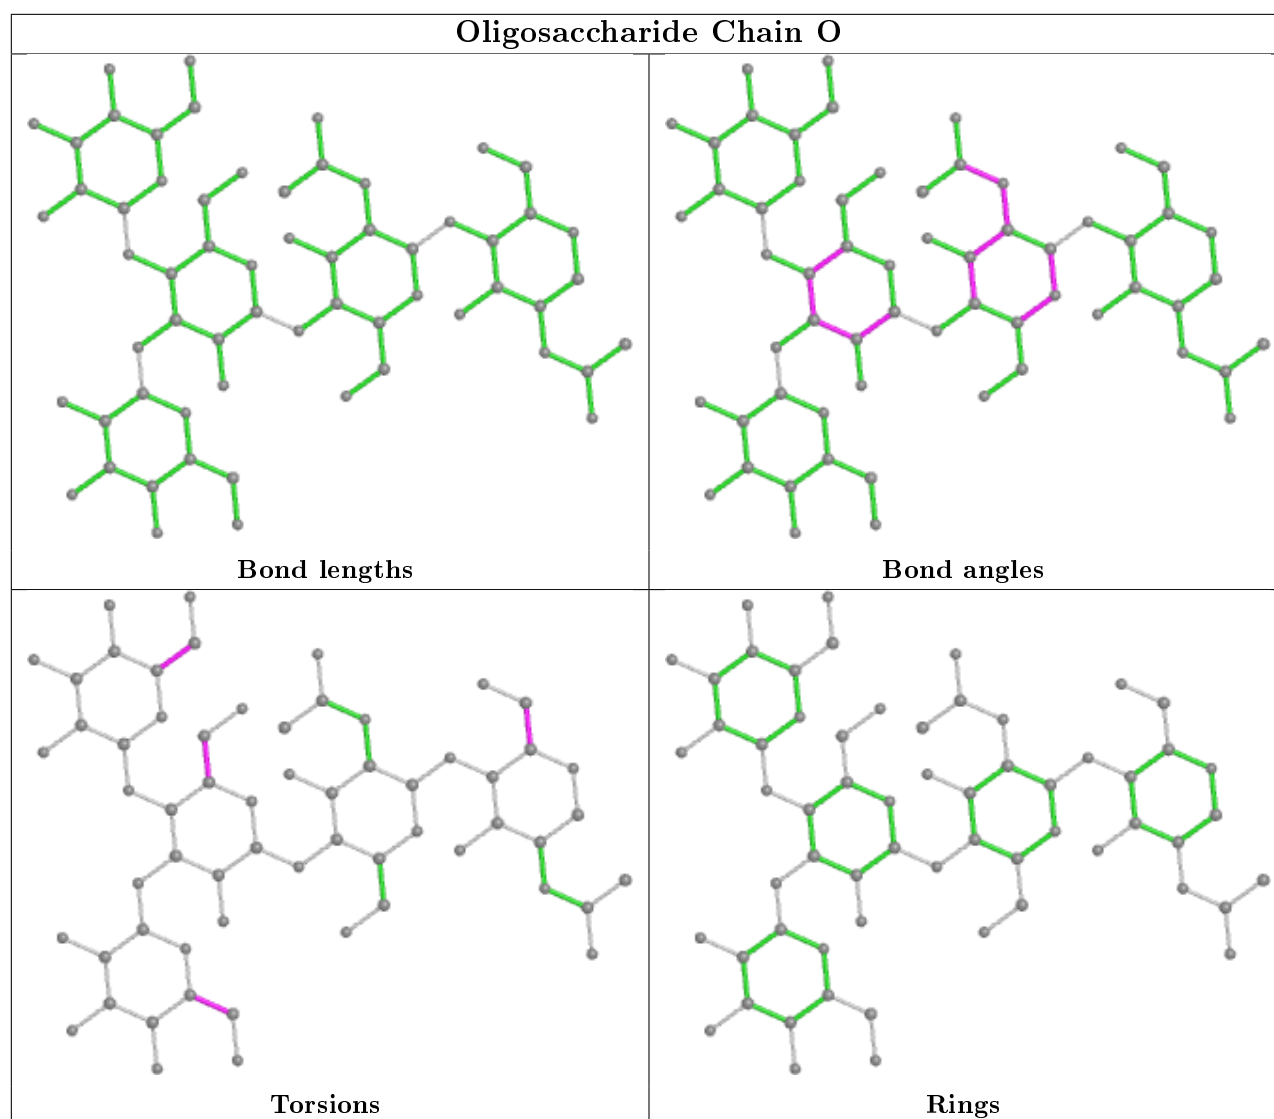 Oligosaccharide Chain O
Bond lengths
Bond angles
Torsions
Rings